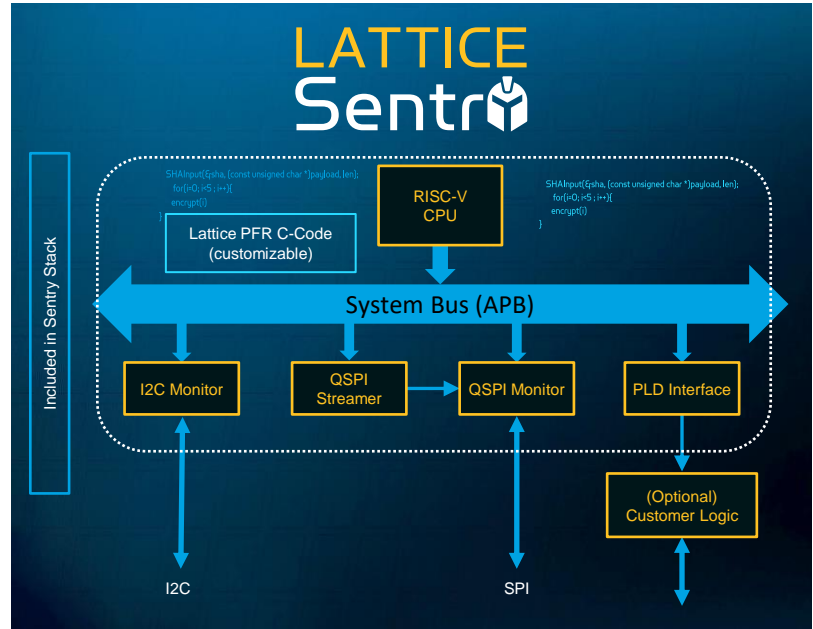 LATTICE
Sentry
Included in Sentry Stack
SHAInput(&sha, (const unsigned char *)payload, len);
for(i=0; i<5 ; i++){
encrypt(i)
}
Lattice PFR C-Code
(customizable)
RISC-V
CPU
SHAInput(&rsha, (const unsigned char *)payload, len);
for(i=0; i<5 ; i++){
encrypt(i)
}
System Bus (APB)
I2C Monitor
QSPI
Streamer
QSPI Monitor
PLD Interface
(Optional)
Customer Logic
I2C
SPI